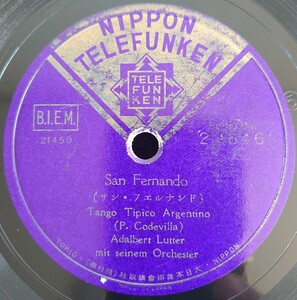 NIPPON
TELEFUNKEN
TELE
FUN
KEN
B.I.E.M.
21450
San Fernando
(サン・フエルナンド)
Tango Tipico Argentino
(P. Codevilla)
Adalbert Lutter
mit seinem Orchester